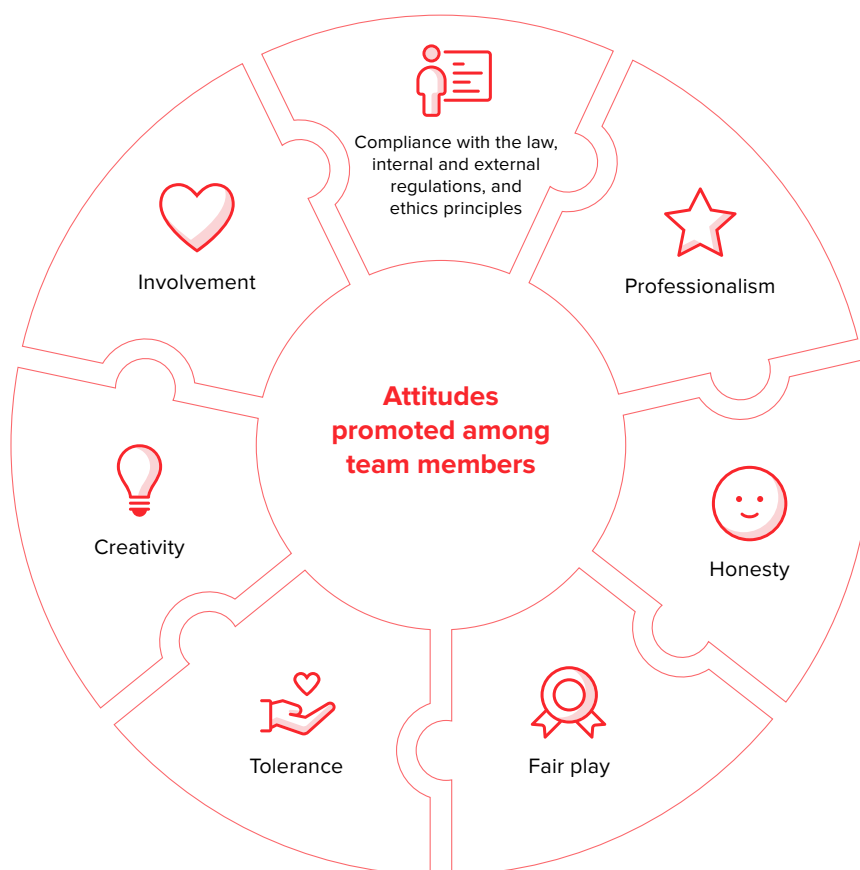 Compliance with the law,
internal and external
regulations, and
ethics principles
Involvement
Professionalism
Attitudes
promoted among
team members
Creativity
Honesty
Tolerance
Fair play